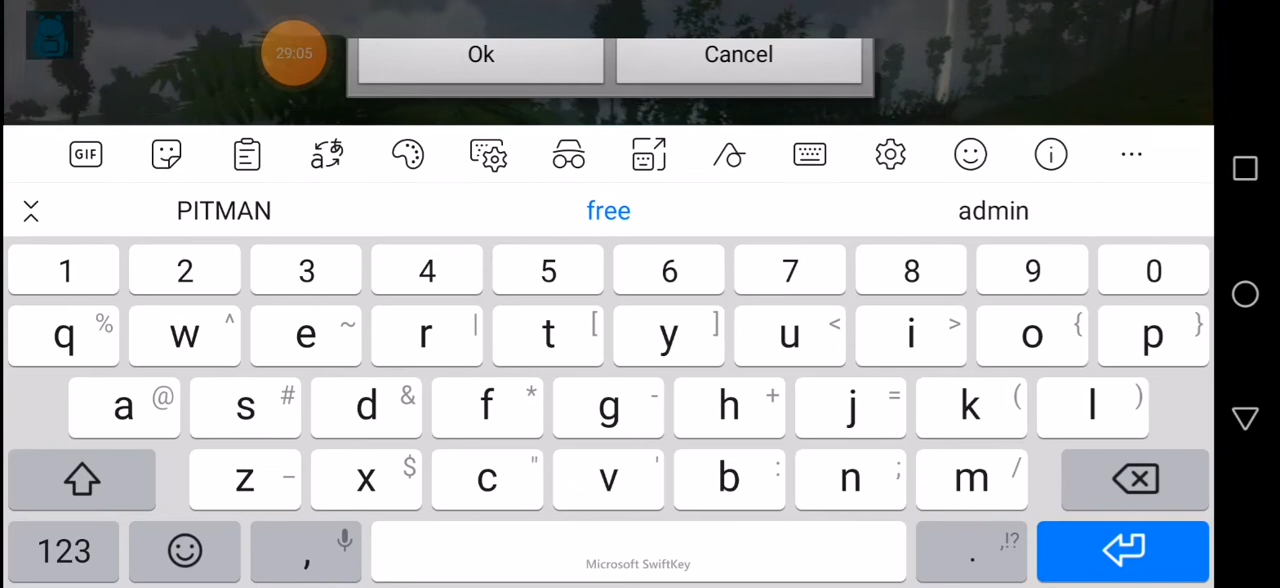 29:05
Ok Cancel
GIF
PITMAN free admin
1 2 3 4 5 6 7 8 9 0
q % w ^ e ~ r | t [ y ] u < i > o { p }
a @ s # d & f * g - h + j = k ( l )
z _ x $ c " v ' b : n ; m /
123 , . ,!?
Microsoft SwiftKey